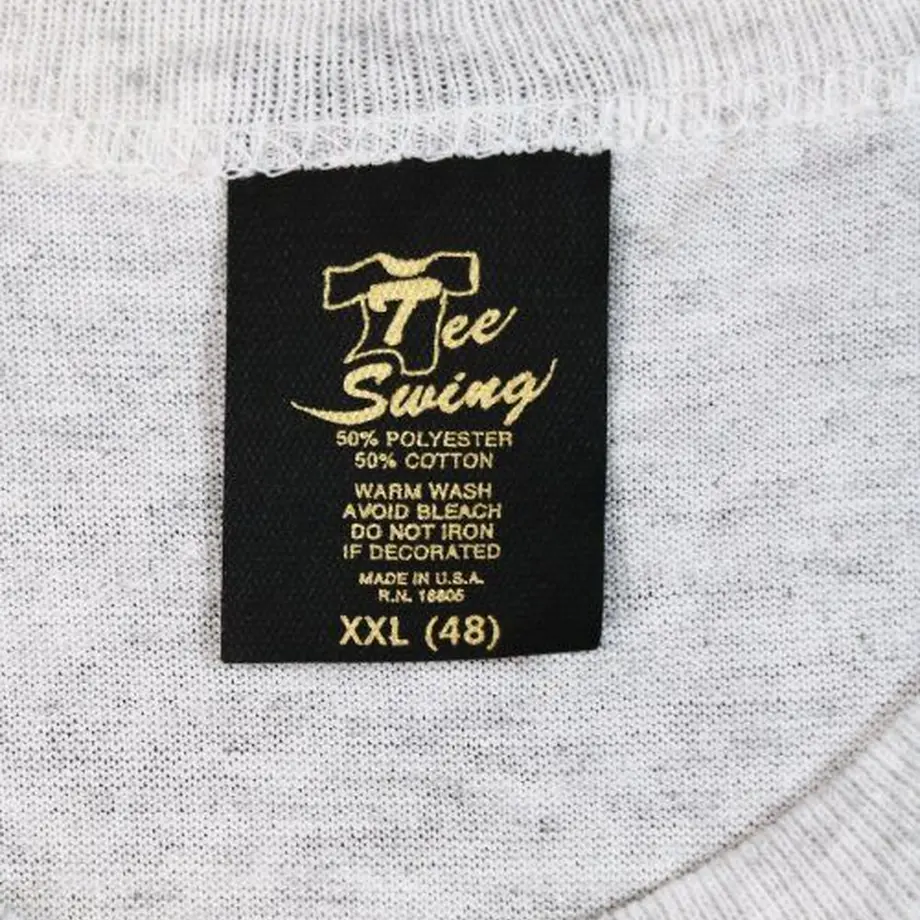 Tee
Swing
50% POLYESTER
50% COTTON
WARM WASH
AVOID BLEACH
DO NOT IRON
IF DECORATED
MADE IN U.S.A.
R.N. 18805
XXL (48)